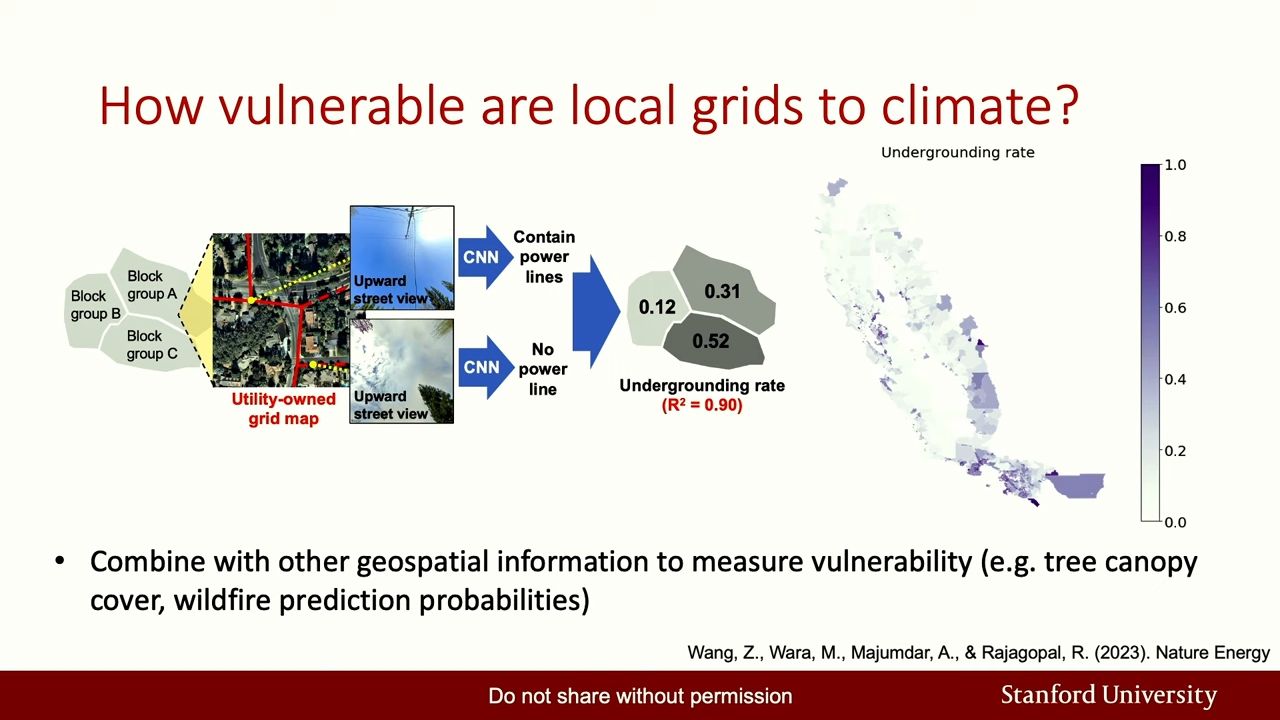 How vulnerable are local grids to climate?
Undergrounding rate
Block
group A
Block
group B
Block
group C
Utility-owned
grid map
Upward
street view
Upward
street view
CNN
CNN
Contain
power
lines
No
power
line
0.12
0.31
0.52
Undergrounding rate
(R² = 0.90)
1.0
0.8
0.6
0.4
0.2
0.0
• Combine with other geospatial information to measure vulnerability (e.g. tree canopy
cover, wildfire prediction probabilities)
Wang, Z., Wara, M., Majumdar, A., & Rajagopal, R. (2023). Nature Energy
Do not share without permission
Stanford University